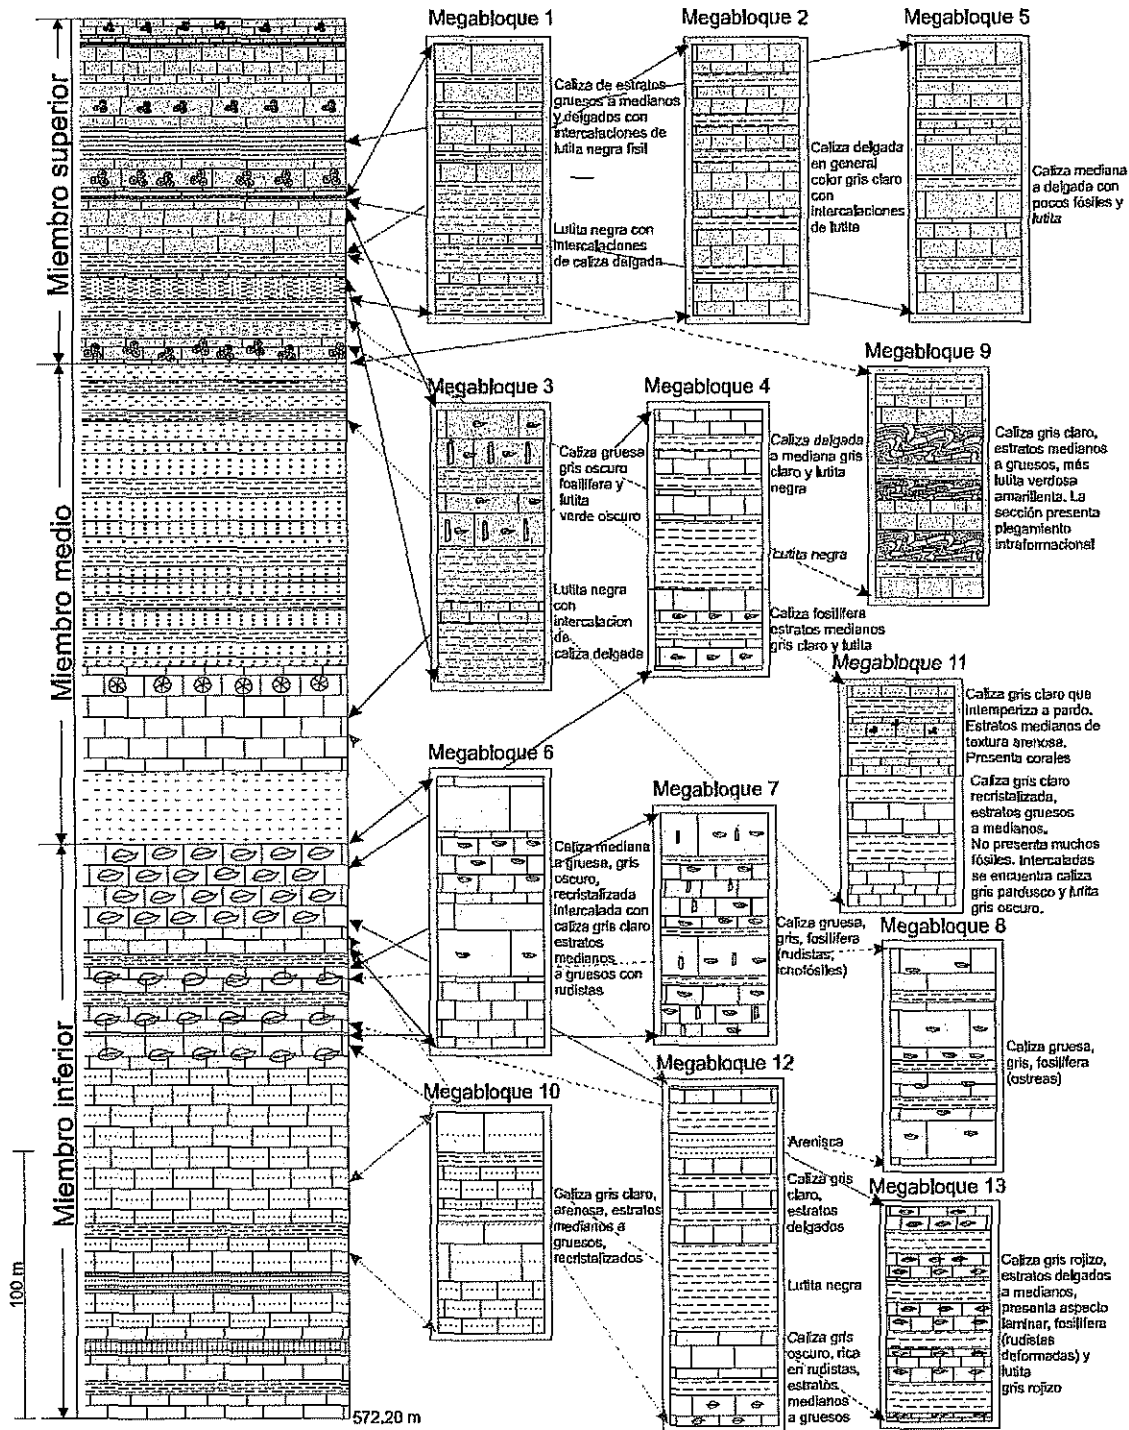 Miembro superior
Miembro medio
Miembro inferior
100 m
572,20 m
Megabloque 1
Caliza de estratos
gruesos a medianos
y delgados con
intercalaciones de
lutita negra fisil
Lutita negra con
intercalaciones
de caliza delgada
Megabloque 2
Caliza delgada
en general
color gris claro
con
intercalaciones
de lutita
Megabloque 5
Caliza mediana
a delgada con
pocos fósiles y
lutita
Megabloque 3
Caliza gruesa
gris oscuro
fosilífera y
lutita
verde oscuro
Lutita negra
con
intercalacion
de
caliza delgada
Megabloque 4
Caliza delgada
a mediana gris
claro y lutita
negra
Lutita negra
Caliza fosilífera
estratos medianos
gris claro y lutita
Megabloque 9
Caliza gris claro,
estratos medianos
a gruesos, más
lutita verdosa
amarillenta. La
sección presenta
plegamiento
intraformacional
Megabloque 11
Caliza gris claro que
intemperiza a pardo.
Estratos medianos de
textura arenosa.
Presenta corales
Caliza gris claro
recristalizada,
estratos gruesos
a medianos.
No presenta muchos
fósiles. Intercaladas
se encuentra caliza
gris pardusco y lutita
gris oscuro.
Megabloque 6
Caliza mediana
a gruesa, gris
oscuro,
recristalizada
intercalada con
caliza gris claro
estratos
medianos
a gruesos con
rudistas
Megabloque 7
Caliza gruesa,
gris, fosilífera
(rudistas;
icnofósiles)
Megabloque 8
Caliza gruesa,
gris, fosilífera
(ostreas)
Megabloque 10
Caliza gris claro,
arenosa, estratos
medianos a
gruesos,
recristalizados
Megabloque 12
Arenisca
Caliza gris
claro,
estratos
delgados
Lutita negra
Caliza gris
oscuro, rica
en rudistas,
estratos
medianos
a gruesos
Megabloque 13
Caliza gris rojizo,
estratos delgados
a medianos,
presenta aspecto
laminar, fosilífera
(rudistas
deformadas) y
lutita
gris rojizo